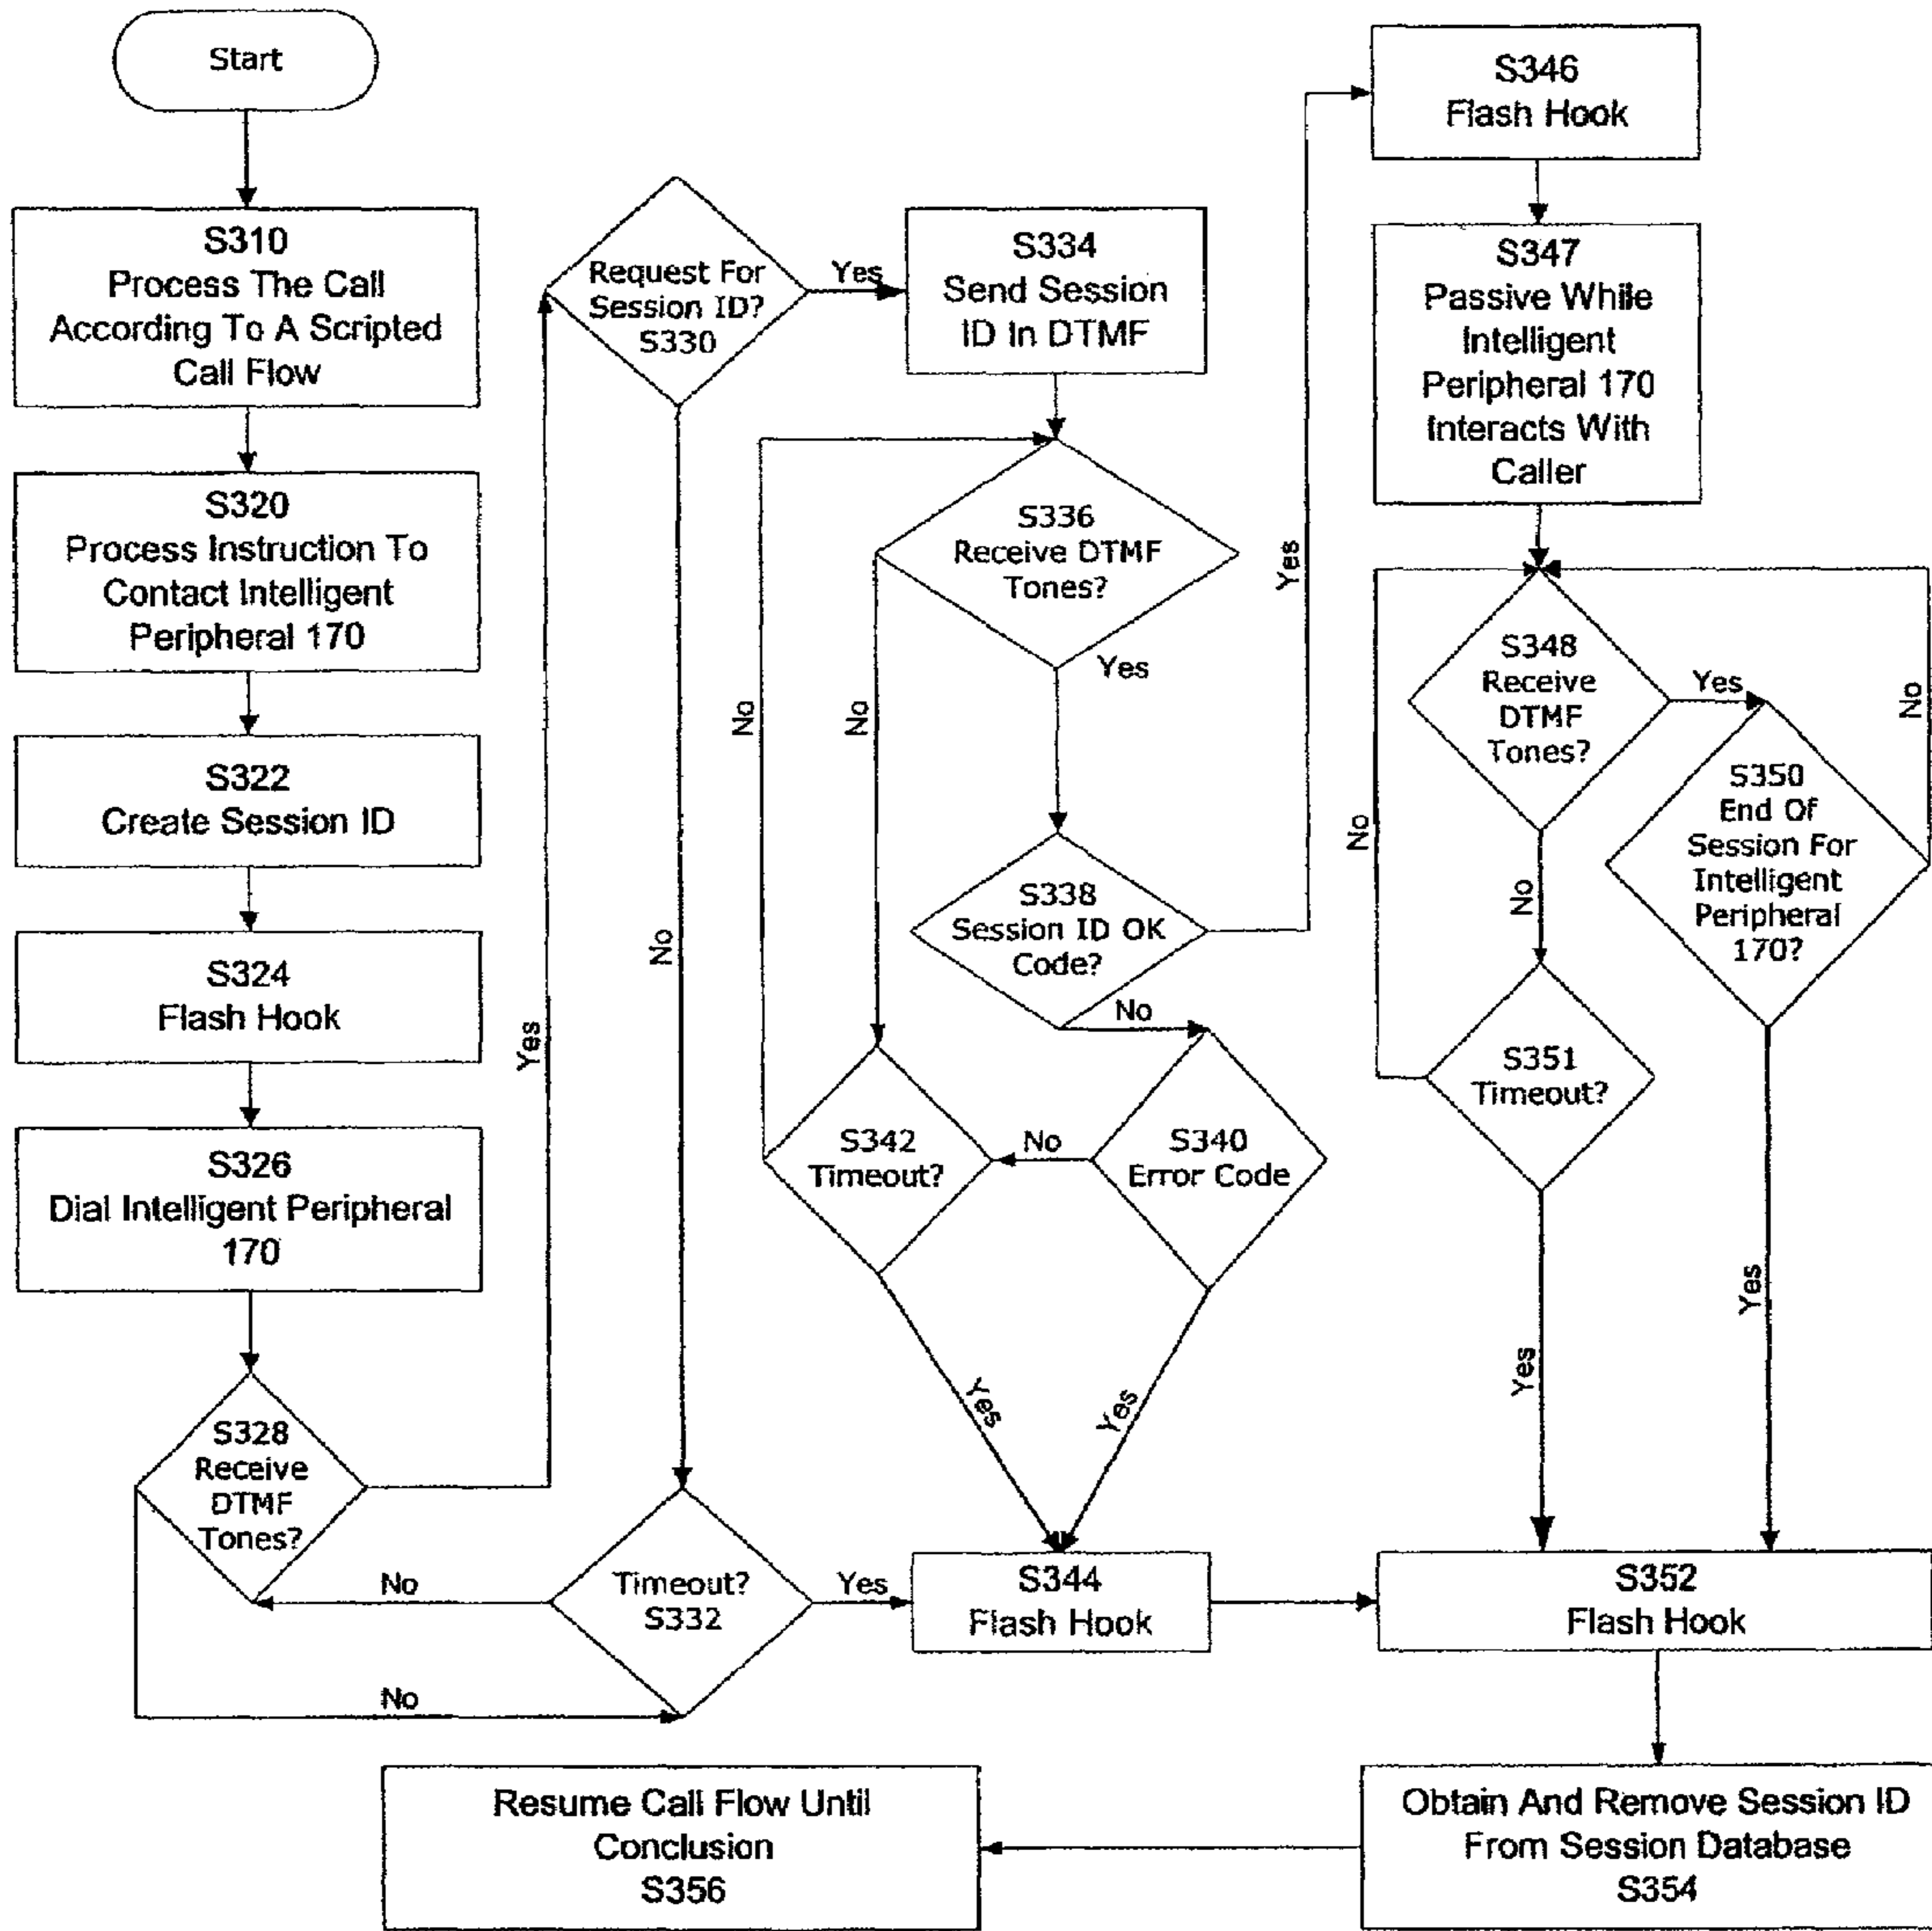 Start
S310
Process The Call
According To A Scripted
Call Flow
S320
Process Instruction To
Contact Intelligent
Peripheral 170
S322
Create Session ID
S324
Flash Hook
S326
Dial Intelligent Peripheral
170
S328
Receive
DTMF
Tones?
Yes
No
Request For
Session ID?
S330
Yes
No
Timeout?
S332
No
Yes
S334
Send Session
ID In DTMF
S336
Receive DTMF
Tones?
Yes
No
S338
Session ID OK
Code?
Yes
No
S340
Error Code
No
Yes
S342
Timeout?
No
Yes
S344
Flash Hook
S346
Flash Hook
S347
Passive While
Intelligent
Peripheral 170
Interacts With
Caller
S348
Receive
DTMF
Tones?
Yes
No
S350
End Of
Session For
Intelligent
Peripheral
170?
No
Yes
S351
Timeout?
No
Yes
S352
Flash Hook
Obtain And Remove Session ID
From Session Database
S354
Resume Call Flow Until
Conclusion
S356